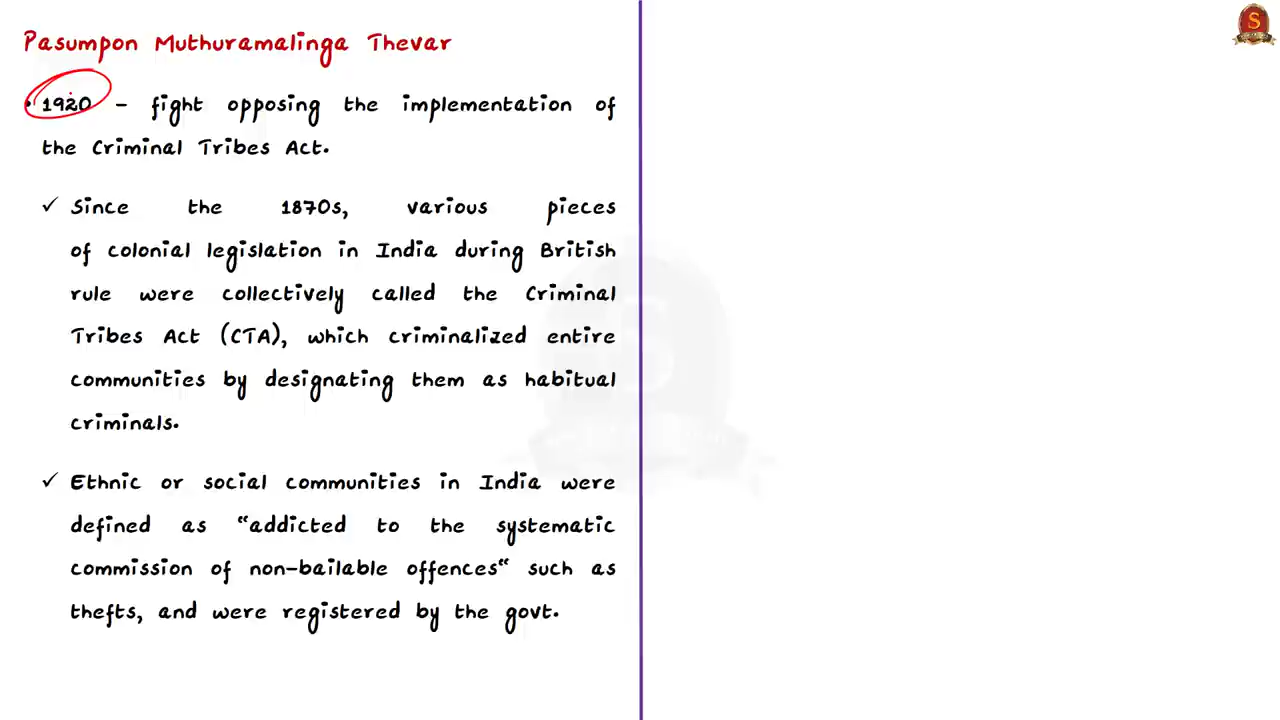 Pasumpon Muthuramalinga Thevar
• 1920 – fight opposing the implementation of
the Criminal Tribes Act.
✓ Since the 1870s, various pieces
of colonial legislation in India during British
rule were collectively called the Criminal
Tribes Act (CTA), which criminalized entire
communities by designating them as habitual
criminals.
✓ Ethnic or social communities in India were
defined as “addicted to the systematic
commission of non-bailable offences“ such as
thefts, and were registered by the govt.
S